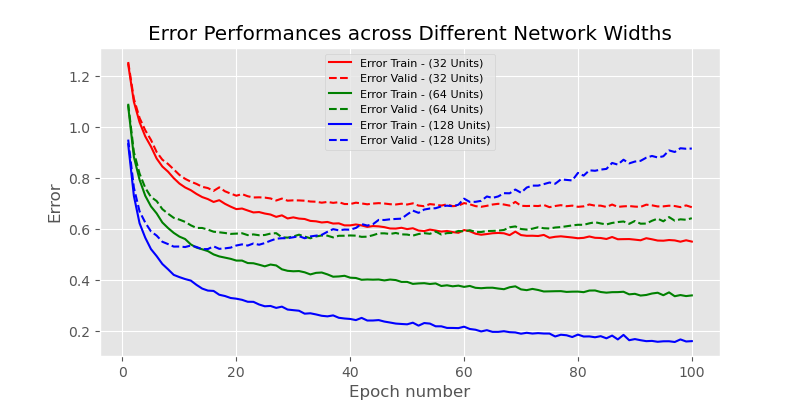 Error Performances across Different Network Widths
Error Train - (32 Units)
Error Valid - (32 Units)
Error Train - (64 Units)
Error Valid - (64 Units)
Error Train - (128 Units)
Error Valid - (128 Units)
Error
1.2
1.0
0.8
0.6
0.4
0.2
0 20 40 60 80 100
Epoch number